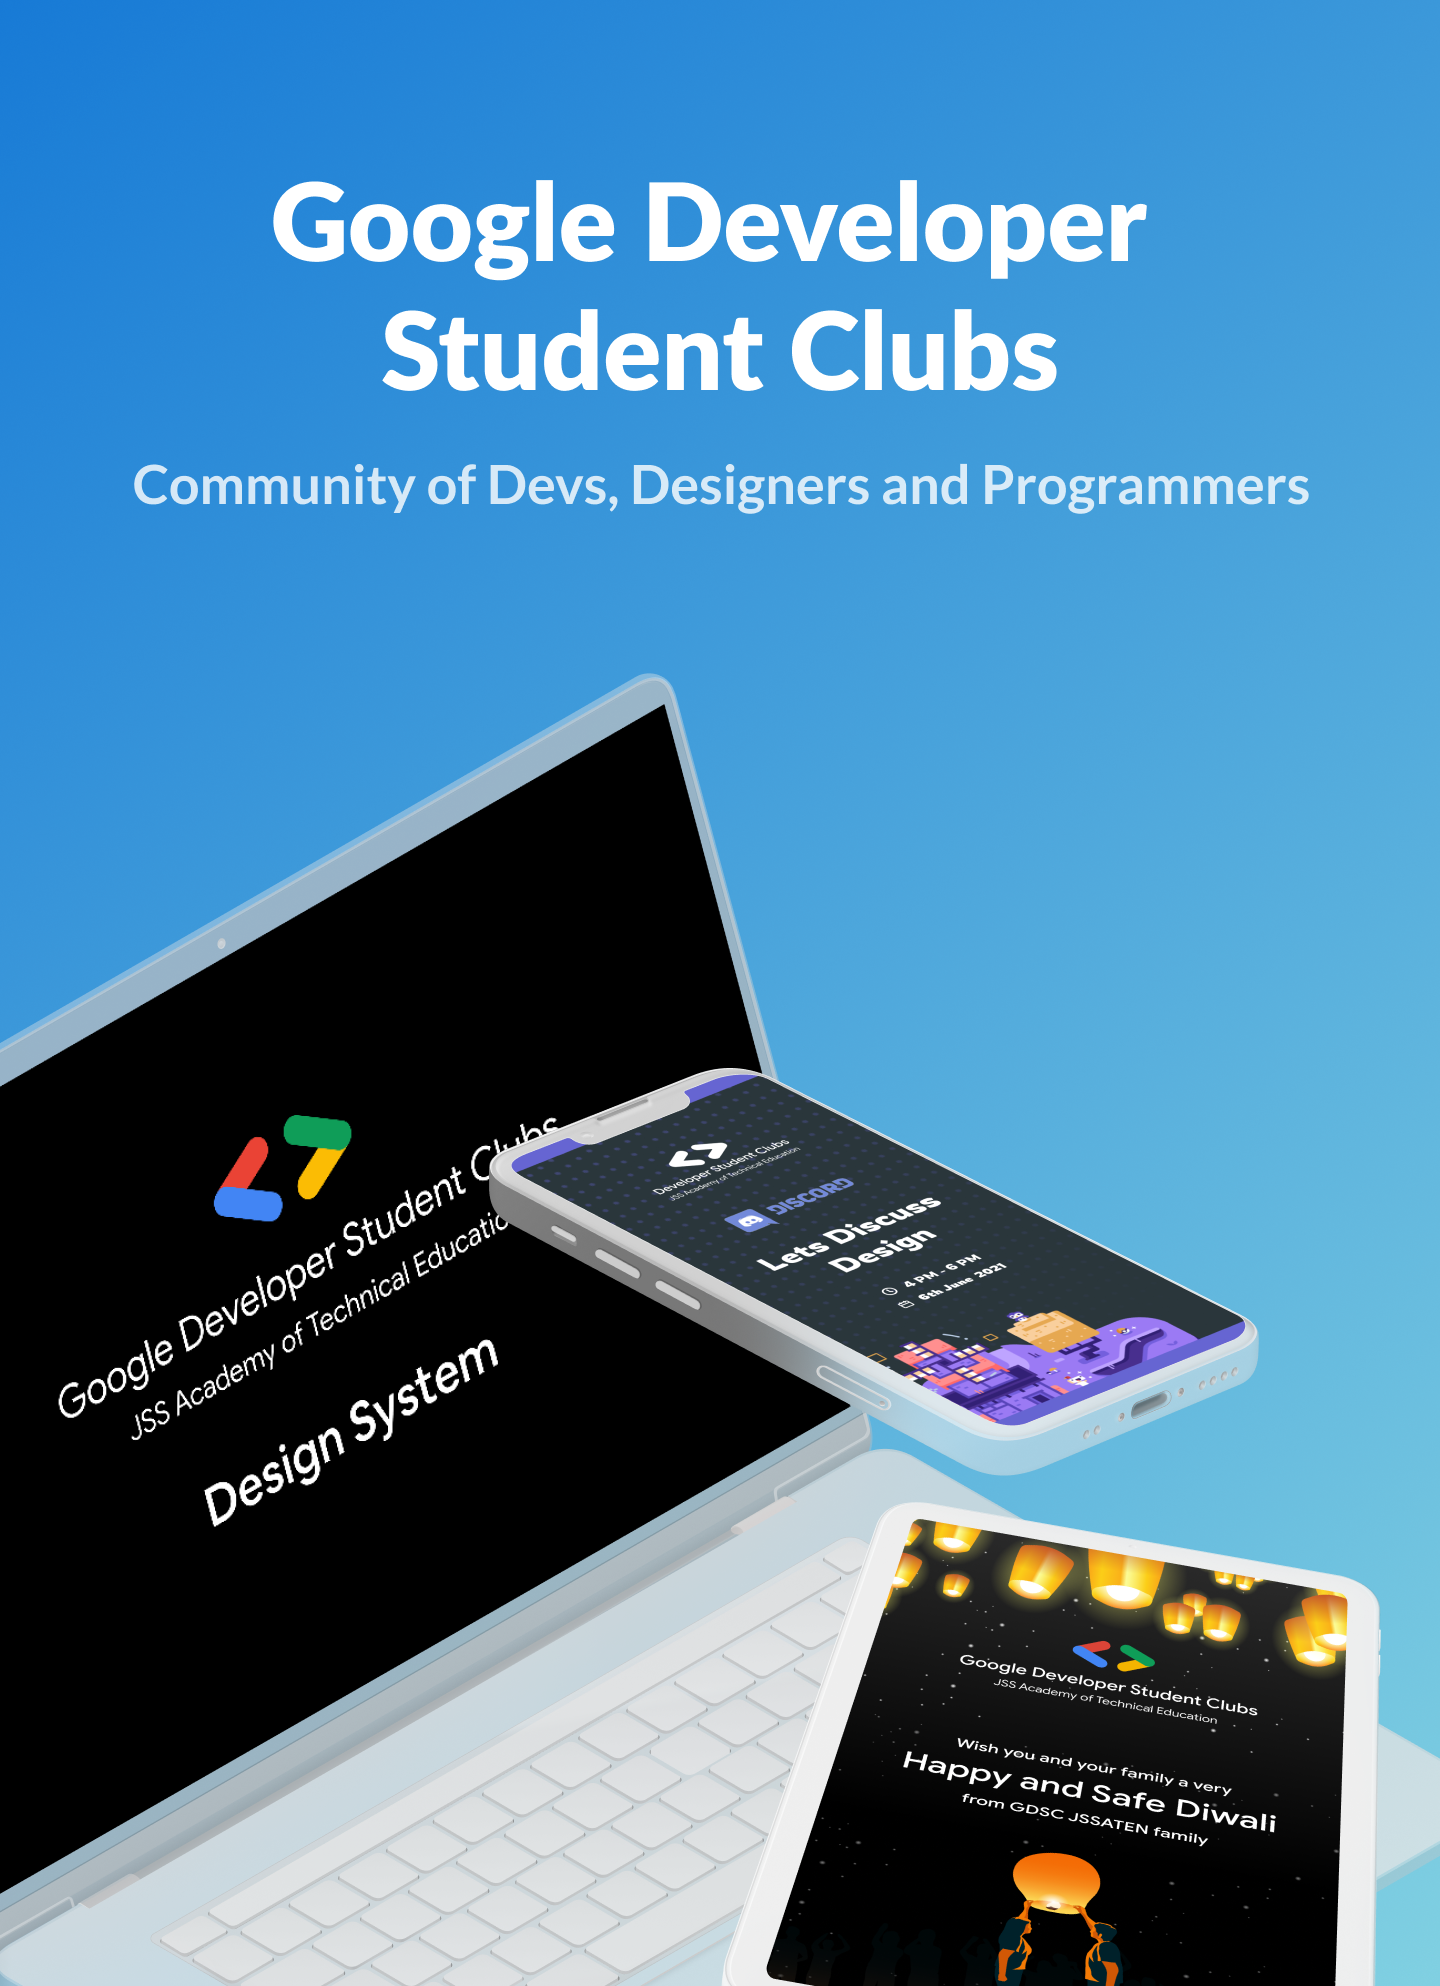 Google Developer
Student Clubs
Community of Devs, Designers and Programmers
Google Developer Student Clubs
JSS Academy of Technical Educatio
Design System
Developer Student Clubs
JSS Academy of Technical Education
DISCORD
Lets Discuss
Design
4 PM - 6 PM
6th June 2021
Google Developer Student Clubs
JSS Academy of Technical Education
Wish you and your family a very
Happy and Safe Diwali
from GDSC JSSATEN family